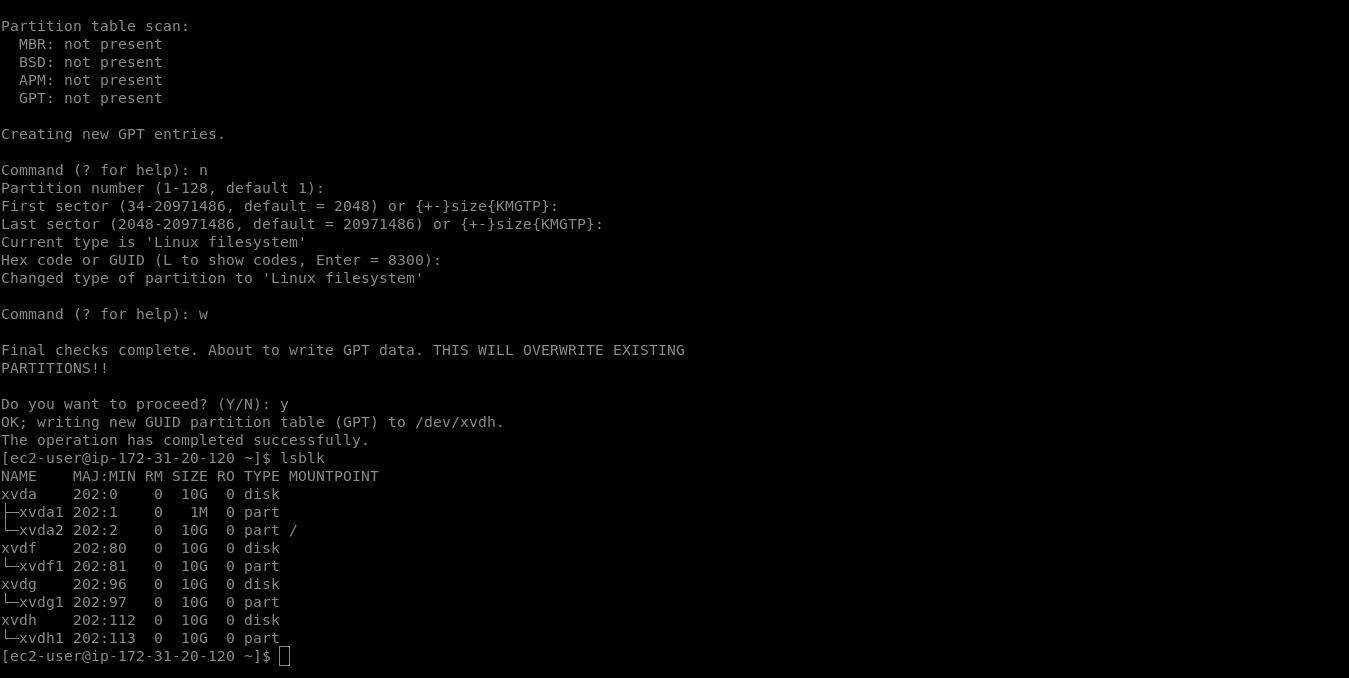 Partition table scan:
  MBR: not present
  BSD: not present
  APM: not present
  GPT: not present
Creating new GPT entries.
Command (? for help): n
Partition number (1-128, default 1):
First sector (34-20971486, default = 2048) or {+-}size{KMGTP}:
Last sector (2048-20971486, default = 20971486) or {+-}size{KMGTP}:
Current type is 'Linux filesystem'
Hex code or GUID (L to show codes, Enter = 8300):
Changed type of partition to 'Linux filesystem'
Command (? for help): w
Final checks complete. About to write GPT data. THIS WILL OVERWRITE EXISTING
PARTITIONS!!
Do you want to proceed? (Y/N): y
OK; writing new GUID partition table (GPT) to /dev/xvdh.
The operation has completed successfully.
[ec2-user@ip-172-31-20-120 ~]$ lsblk
NAME    MAJ:MIN RM SIZE RO TYPE MOUNTPOINT
xvda    202:0    0  10G  0 disk
├─xvda1 202:1    0   1M  0 part
└─xvda2 202:2    0  10G  0 part /
xvdf    202:80   0  10G  0 disk
└─xvdf1 202:81   0  10G  0 part
xvdg    202:96   0  10G  0 disk
└─xvdg1 202:97   0  10G  0 part
xvdh    202:112  0  10G  0 disk
└─xvdh1 202:113  0  10G  0 part
[ec2-user@ip-172-31-20-120 ~]$